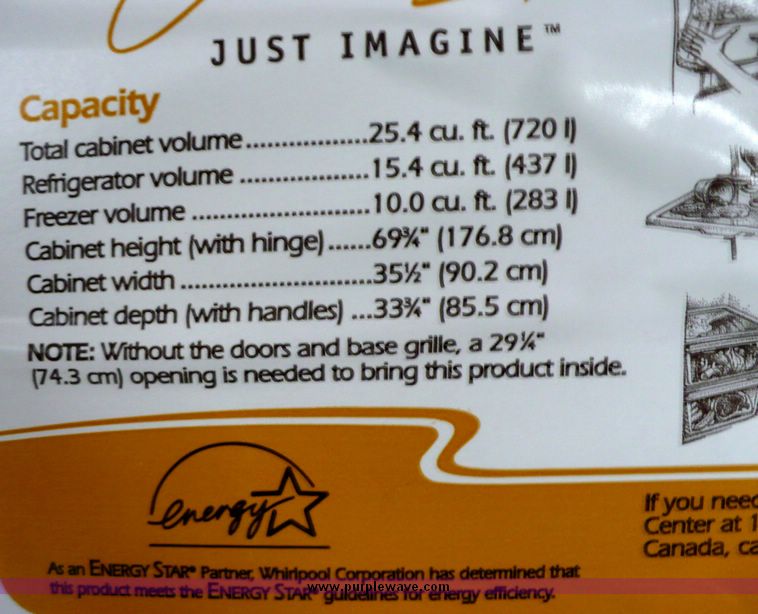 JUST IMAGINE™
Capacity
Total cabinet volume..................25.4 cu. ft. (720 l)
Refrigerator volume ...................15.4 cu. ft. (437 l)
Freezer volume ..........................10.0 cu. ft. (283 l)
Cabinet height (with hinge)......69¾" (176.8 cm)
Cabinet width ............................35½" (90.2 cm)
Cabinet depth (with handles) ...33¾" (85.5 cm)
NOTE: Without the doors and base grille, a 29¼"
(74.3 cm) opening is needed to bring this product inside.
energy
If you need
Center at 1
Canada, ca
As an ENERGY STAR® Partner, Whirlpool Corporation has determined that
this product meets the ENERGY STAR® guidelines for energy efficiency.
www.purplewave.com